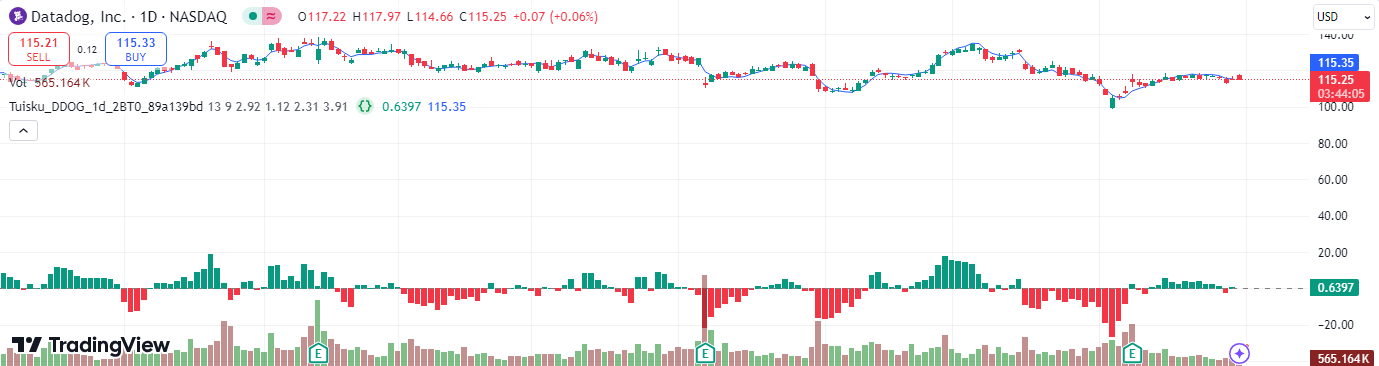 Datadog, Inc. · 1D · NASDAQ O117.22 H117.97 L114.66 C115.25 +0.07 (+0.06%)
USD
140.00
115.21 SELL
0.12
115.33 BUY
115.35
115.25
03:44:05
Vol 565.164K
Tuisku_DDOG_1d_2BT0_89a139bd 13 9 2.92 1.12 2.31 3.91 {} 0.6397 115.35
100.00
80.00
60.00
40.00
20.00
0.6397
−20.00
TradingView
E
E
E
565.164K